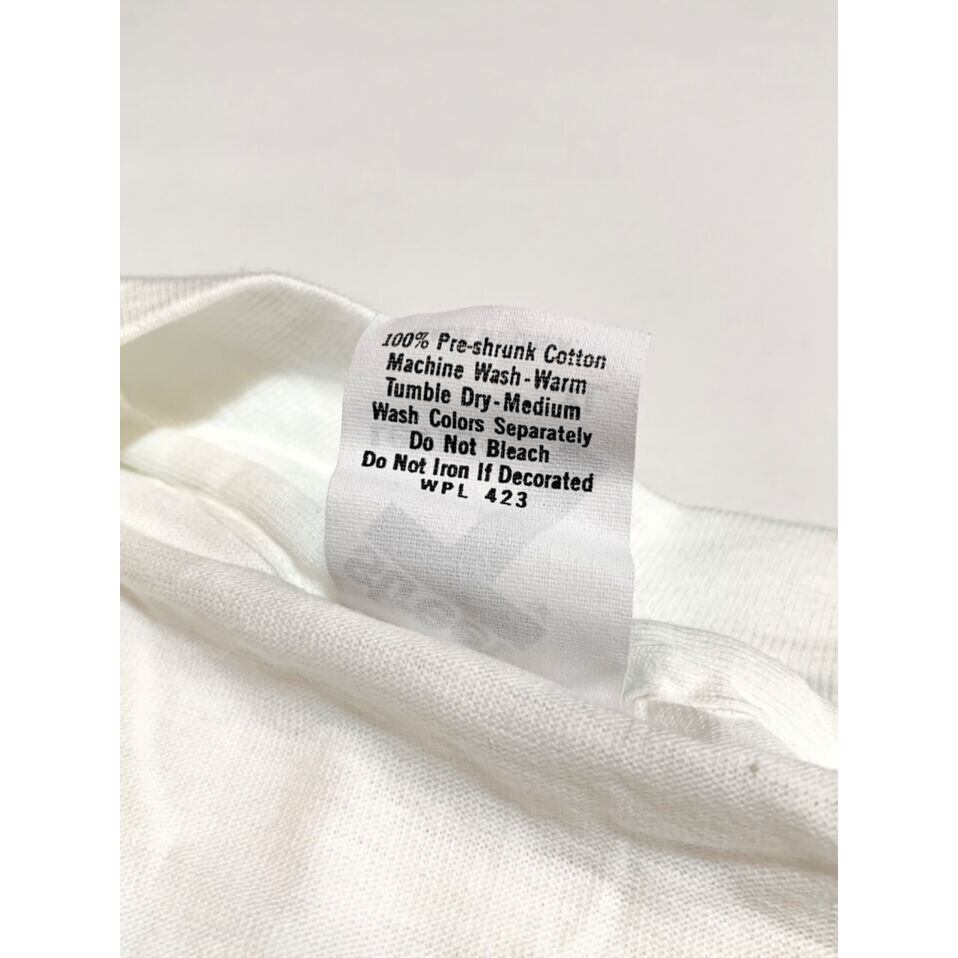 100% Pre-shrunk Cotton
Machine Wash-Warm
Tumble Dry-Medium
Wash Colors Separately
Do Not Bleach
Do Not Iron If Decorated
WPL 423